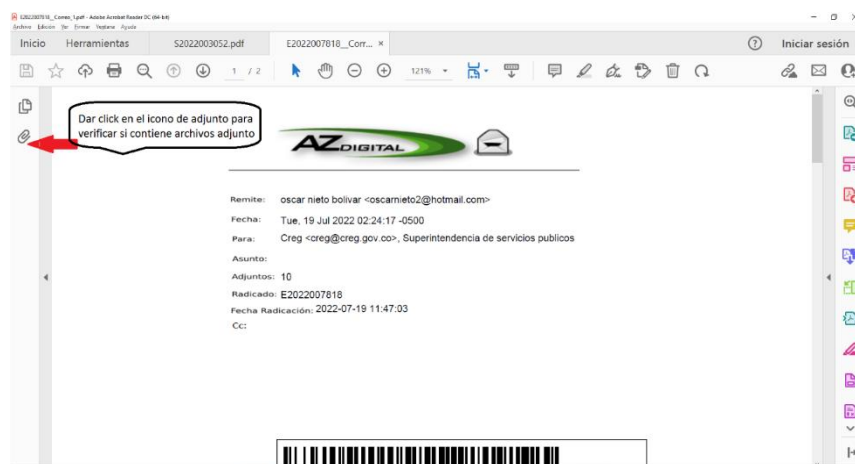 E2022007818__Correo_1.pdf - Adobe Acrobat Reader DC (64-bit)
Archivo Edición Ver Firmar Ventana Ayuda
Inicio Herramientas S2022003052.pdf E2022007818__Corr... × Iniciar sesión
1 / 2 121%
Dar click en el icono de adjunto para
verificar si contiene archivos adjunto
AZDIGITAL
Remite: oscar nieto bolivar <oscarnieto2@hotmail.com>
Fecha: Tue, 19 Jul 2022 02:24:17 -0500
Para: Creg <creg@creg.gov.co>, Superintendencia de servicios publicos
Asunto:
Adjuntos: 10
Radicado: E2022007818
Fecha Radicación: 2022-07-19 11:47:03
Cc: